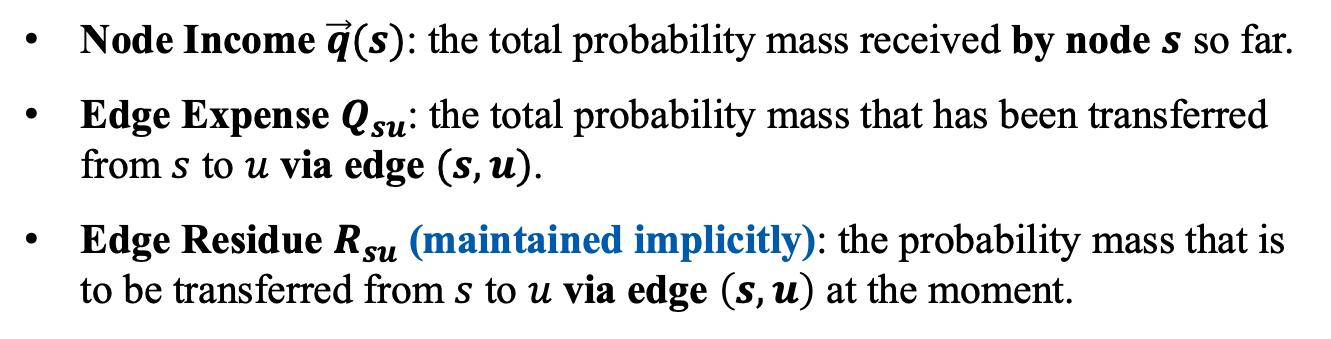 • Node Income q⃗(s): the total probability mass received by node s so far.
• Edge Expense Q_su: the total probability mass that has been transferred
from s to u via edge (s, u).
• Edge Residue R_su (maintained implicitly): the probability mass that is
to be transferred from s to u via edge (s, u) at the moment.